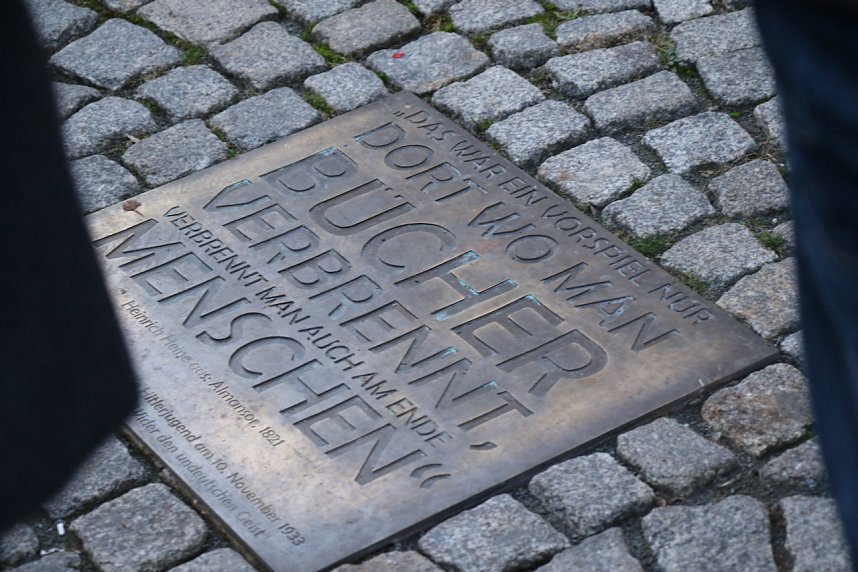 „DAS WAR EIN VORSPIEL NUR
DORT WO MAN
BÜCHER
VERBRENNT,
VERBRENNT MAN AUCH AM ENDE
MENSCHEN“
Heinrich Heine aus: Almansor, 1821
Hitlerjugend am 10. November 1933
Wider den undeutschen Geist